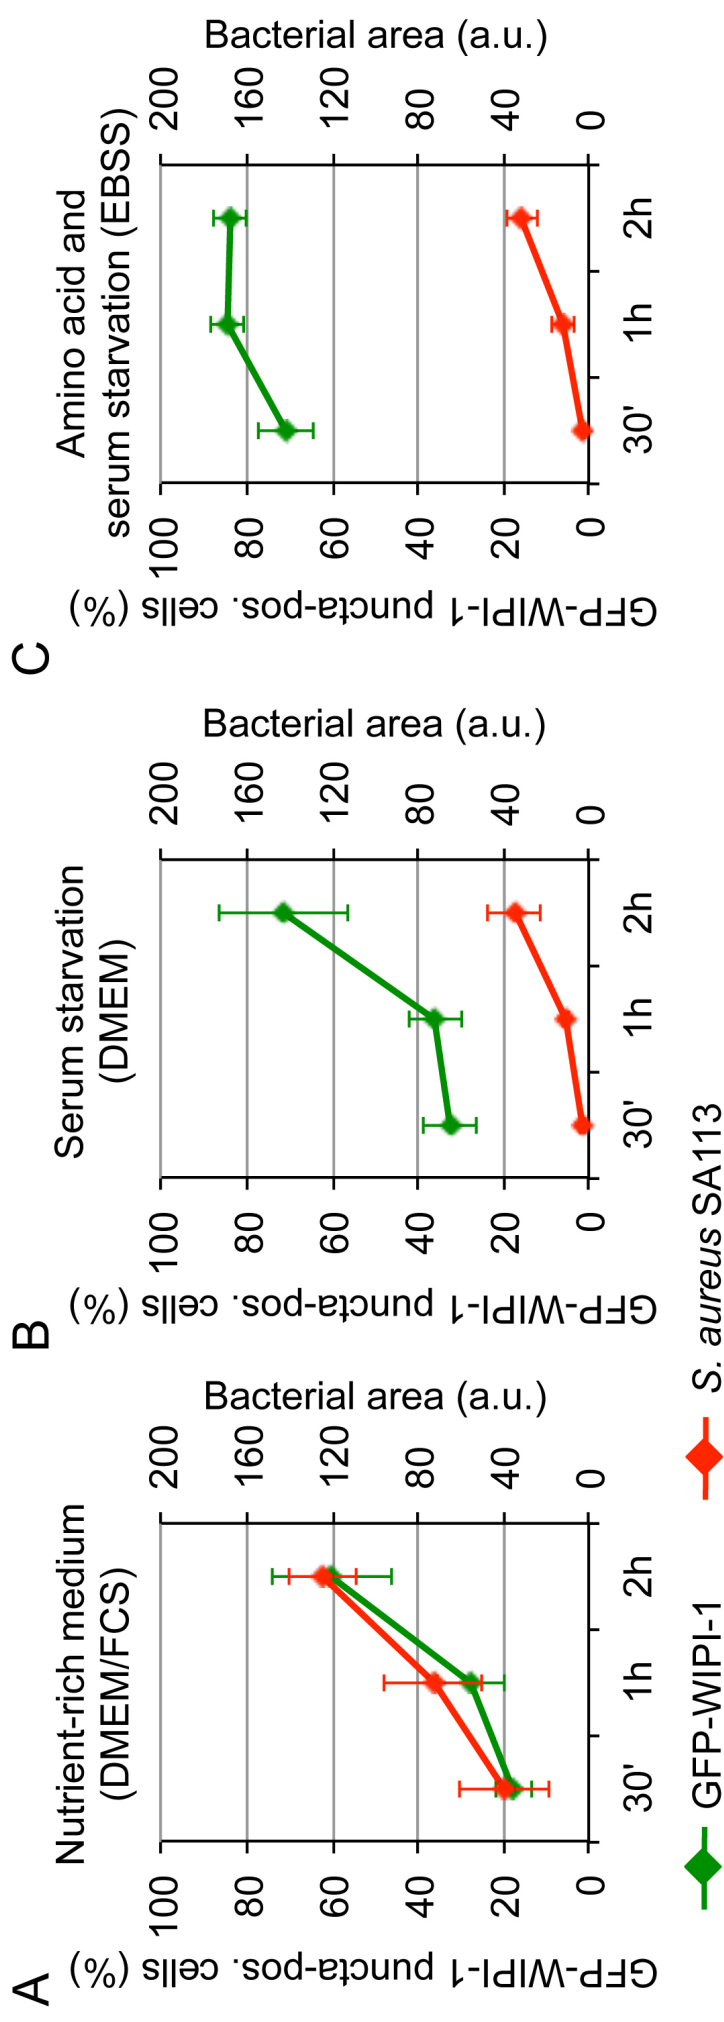 A
Nutrient-rich medium
(DMEM/FCS)
GFP-WIPI-1 puncta-pos. cells (%)
100
80
60
40
20
0
200
160
120
80
40
0
Bacterial area (a.u.)
30'
1h
2h
B
Serum starvation
(DMEM)
GFP-WIPI-1 puncta-pos. cells (%)
100
80
60
40
20
0
200
160
120
80
40
0
Bacterial area (a.u.)
30'
1h
2h
C
Amino acid and
serum starvation (EBSS)
GFP-WIPI-1 puncta-pos. cells (%)
100
80
60
40
20
0
200
160
120
80
40
0
Bacterial area (a.u.)
30'
1h
2h
GFP-WIPI-1
S. aureus SA113